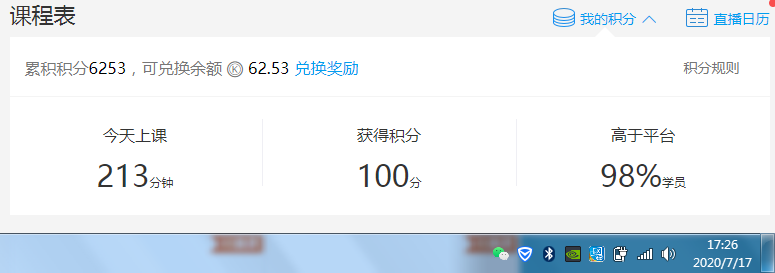 课程表 我的积分 直播日历
累积积分6253，可兑换余额 K 62.53 兑换奖励 积分规则
今天上课 获得积分 高于平台
213分钟 100分 98%学员
17:26
2020/7/17